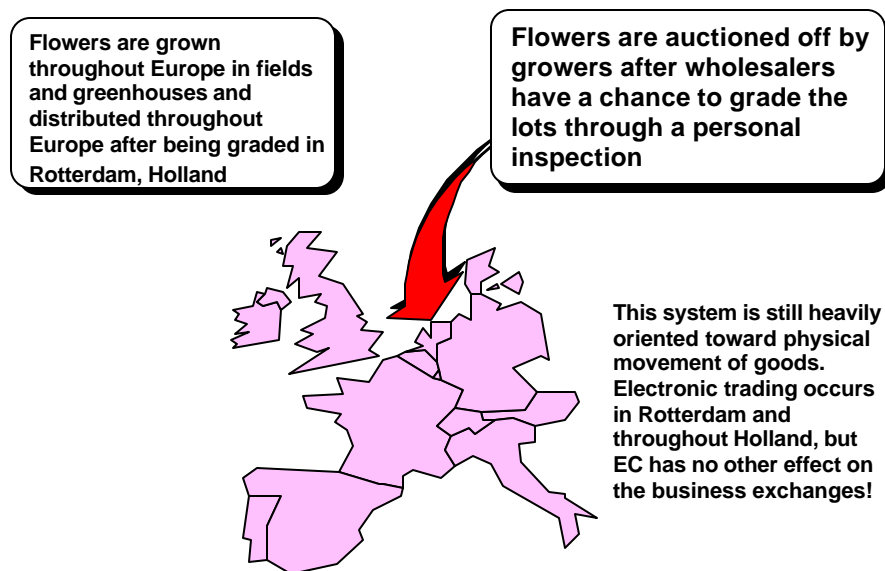 Flowers are grown
throughout Europe in fields
and greenhouses and
distributed throughout
Europe after being graded in
Rotterdam, Holland
Flowers are auctioned off by
growers after wholesalers
have a chance to grade the
lots through a personal
inspection
This system is still heavily
oriented toward physical
movement of goods.
Electronic trading occurs
in Rotterdam and
throughout Holland, but
EC has no other effect on
the business exchanges!